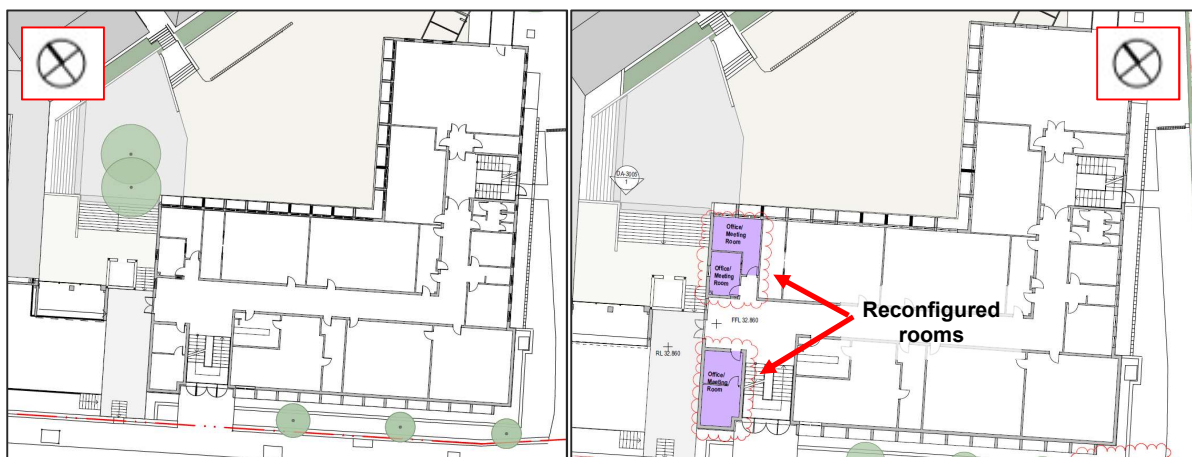 DA-3005
1
Office/
Meeting
Room
Office/
Meeting
Room
Reconfigured
rooms
FFL 32.860
RL 32.860
Office/
Meeting
Room